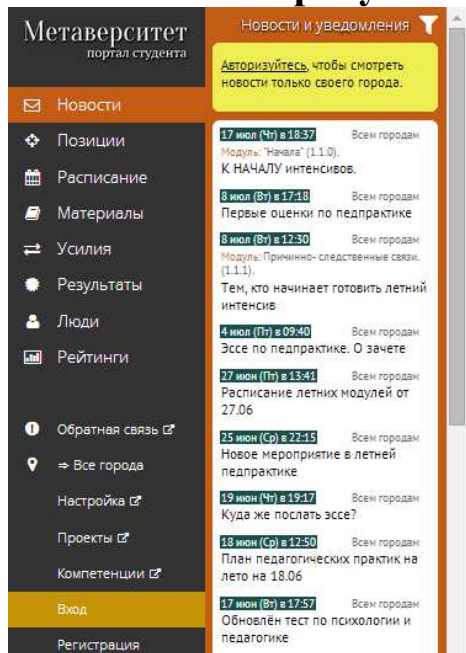 Метаверситет
портал студента
Новости
Позиции
Расписание
Материалы
Усилия
Результаты
Люди
Рейтинги
Обратная связь
⇒ Все города
Настройка
Проекты
Компетенции
Вход
Регистрация
Новости и уведомления
Авторизуйтесь, чтобы смотреть
новости только своего города.
17 июл (Чт) в 18:37 Всем городам
Модуль: "Начала" (1.1.0).
К НАЧАЛУ интенсивов.
8 июл (Вт) в 17:18 Всем городам
Первые оценки по педпрактике
8 июл (Вт) в 12:30 Всем городам
Модуль: Причинно-следственные связи.
(1.1.1).
Тем, кто начинает готовить летний
интенсив
4 июл (Пт) в 09:40 Всем городам
Эссе по педпрактике. О зачете
27 июн (Пт) в 13:41 Всем городам
Расписание летних модулей от
27.06
25 июн (Ср) в 22:15 Всем городам
Новое мероприятие в летней
педпрактике
19 июн (Чт) в 19:17 Всем городам
Куда же послать эссе?
18 июн (Ср) в 12:50 Всем городам
План педагогических практик на
лето на 18.06
17 июн (Вт) в 17:57 Всем городам
Обновлён тест по психологии и
педагогике